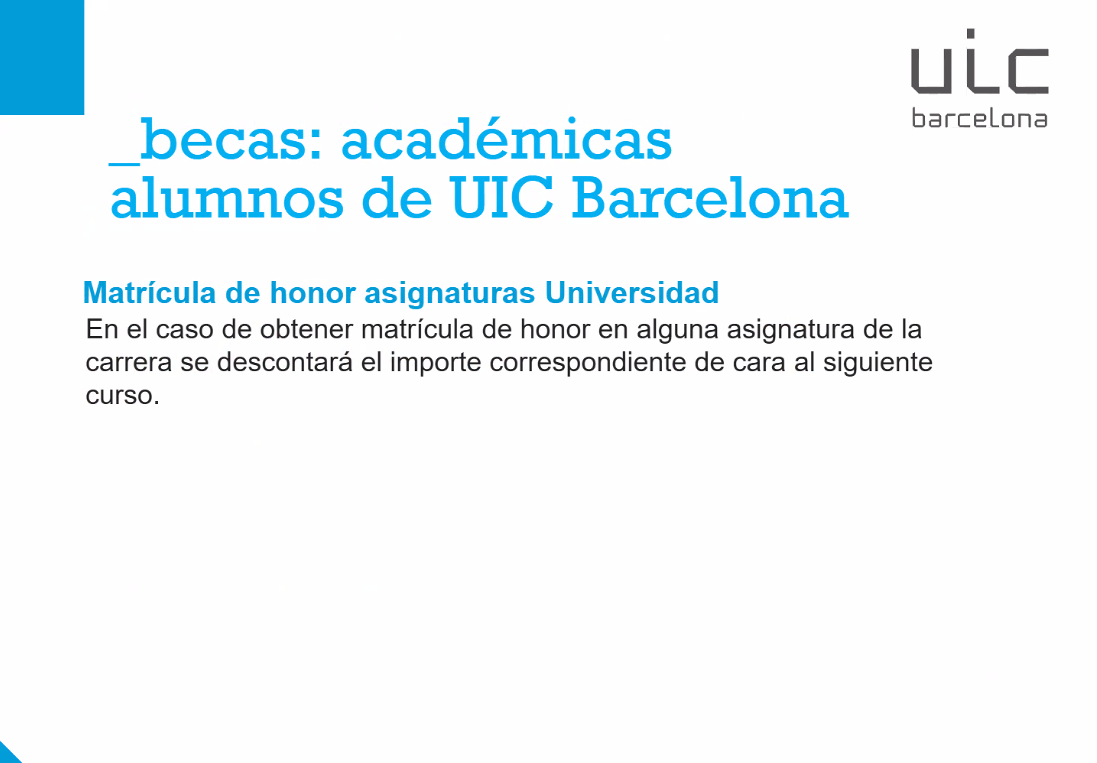 uic
barcelona
_becas: académicas
alumnos de UIC Barcelona
Matrícula de honor asignaturas Universidad
En el caso de obtener matrícula de honor en alguna asignatura de la
carrera se descontará el importe correspondiente de cara al siguiente
curso.